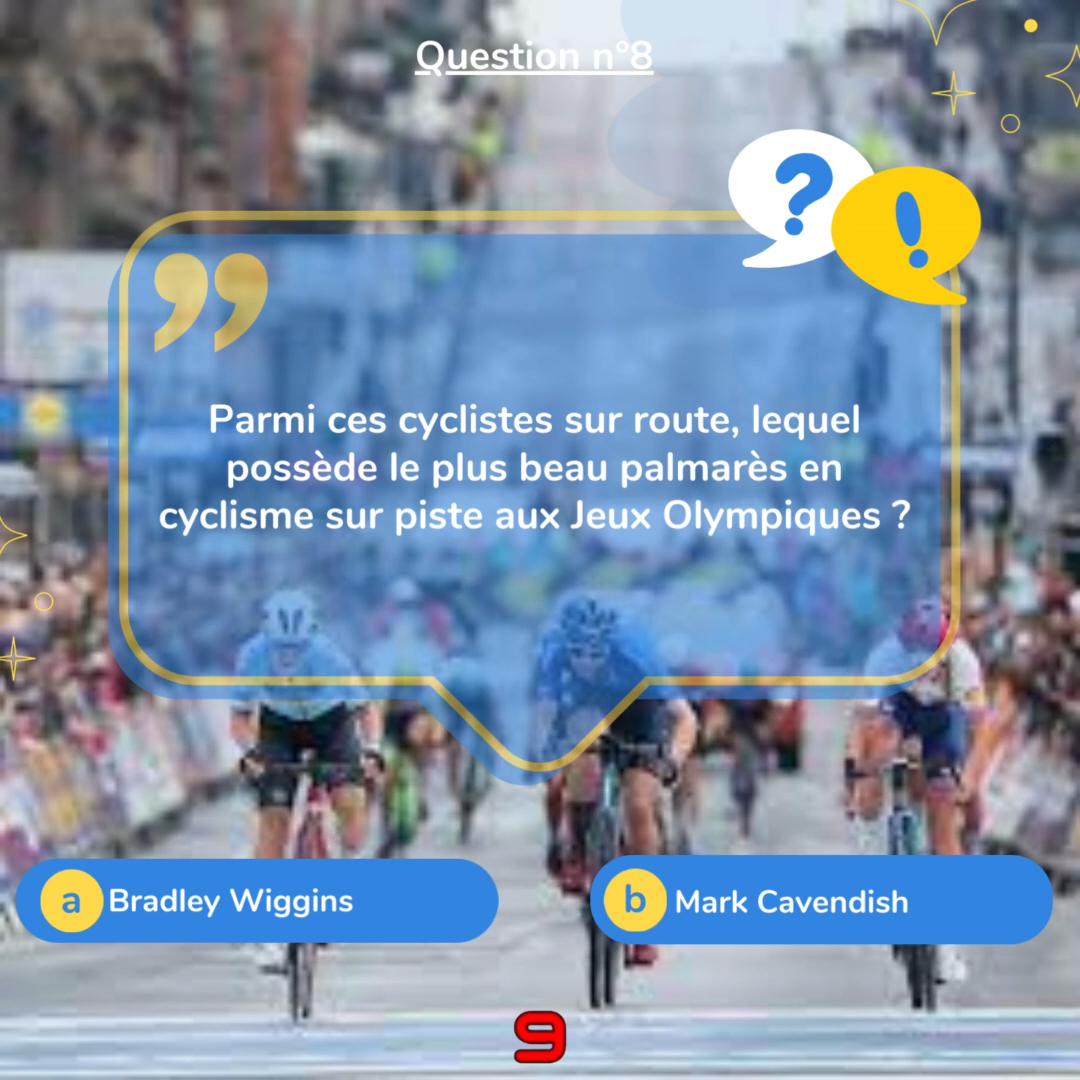 Question n°8
?
!
”
Parmi ces cyclistes sur route, lequel
possède le plus beau palmarès en
cyclisme sur piste aux Jeux Olympiques ?
a Bradley Wiggins
b Mark Cavendish
9